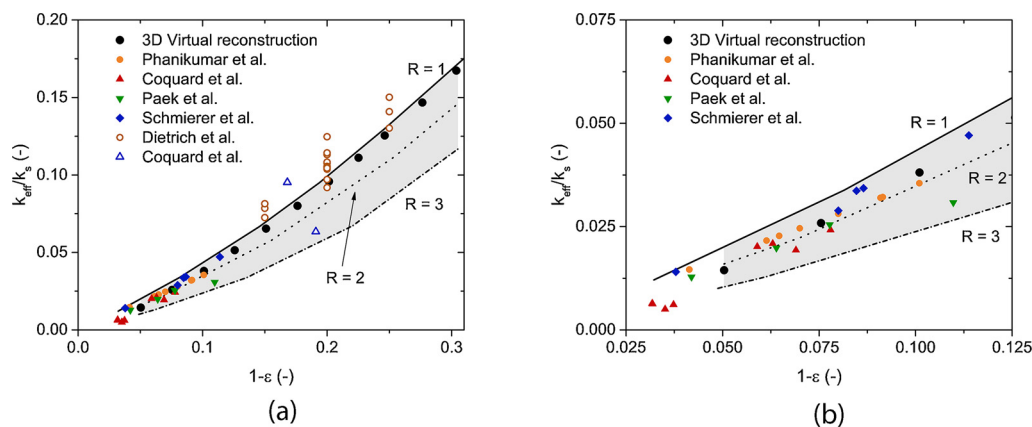 0.20
0.15
0.10
0.05
0.00
k_eff/k_s (-)
3D Virtual reconstruction
Phanikumar et al.
Coquard et al.
Paek et al.
Schmierer et al.
Dietrich et al.
Coquard et al.
R = 1
R = 3
R = 2
0.0 0.1 0.2 0.3
1-ε (-)
(a)
0.075
0.050
0.025
0.000
k_eff/k_s (-)
3D Virtual reconstruction
Phanikumar et al.
Coquard et al.
Paek et al.
Schmierer et al.
R = 1
R = 2
R = 3
0.025 0.050 0.075 0.100 0.125
1-ε (-)
(b)